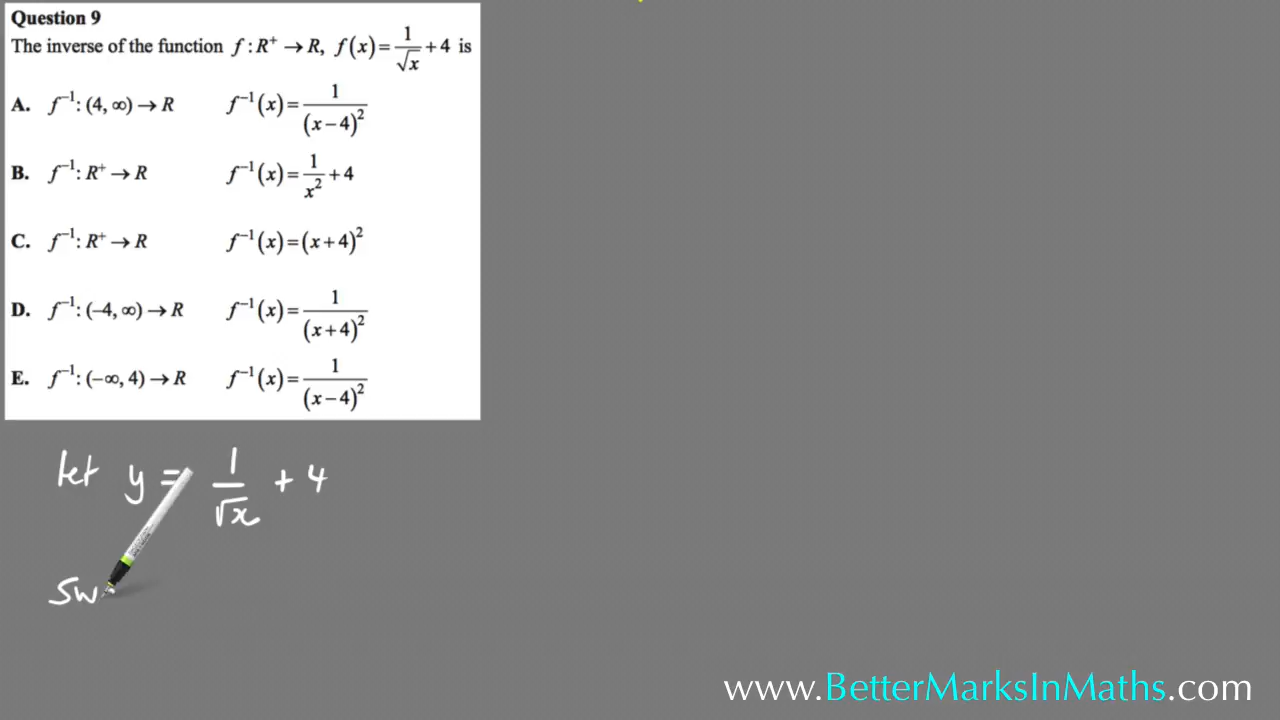 Question 9
The inverse of the function f : R⁺ → R, f(x) = 1/√x + 4 is
A. f⁻¹ : (4, ∞) → R f⁻¹(x) = 1/(x − 4)²
B. f⁻¹ : R⁺ → R f⁻¹(x) = 1/x² + 4
C. f⁻¹ : R⁺ → R f⁻¹(x) = (x + 4)²
D. f⁻¹ : (−4, ∞) → R f⁻¹(x) = 1/(x + 4)²
E. f⁻¹ : (−∞, 4) → R f⁻¹(x) = 1/(x − 4)²
let y = 1/√x + 4
sw
www.BetterMarksInMaths.com